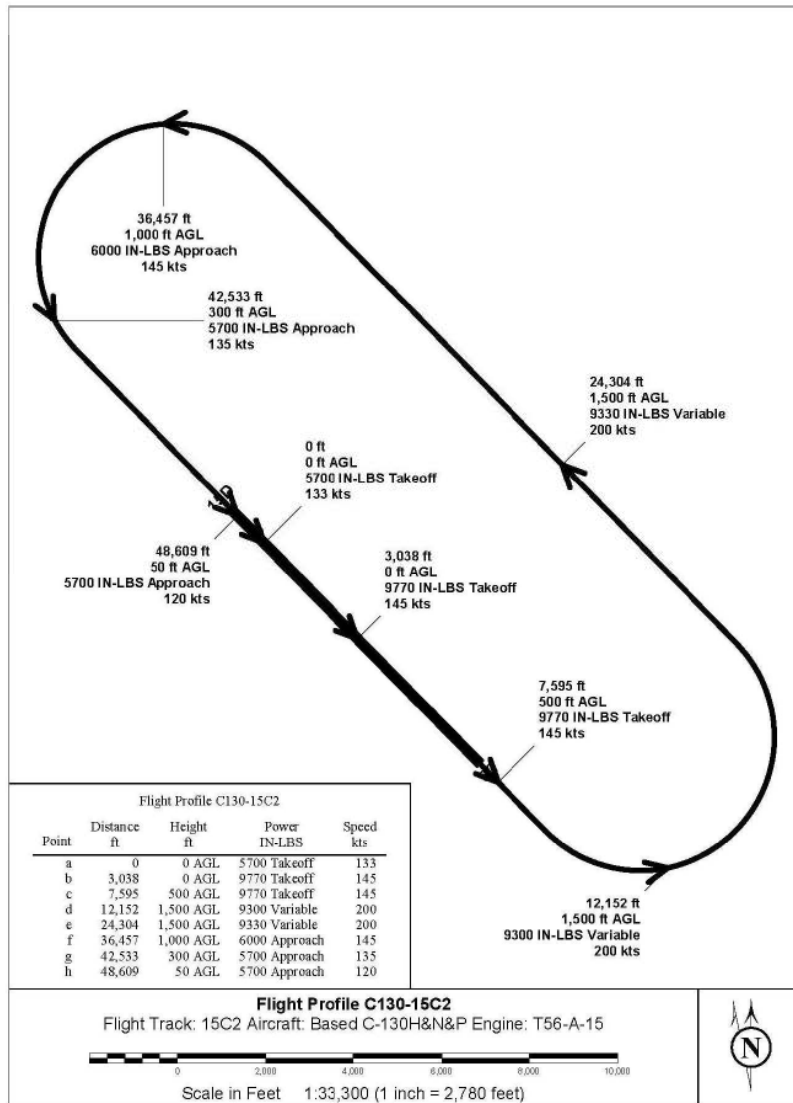 36,457 ft
1,000 ft AGL
6000 IN-LBS Approach
145 kts
42,533 ft
300 ft AGL
5700 IN-LBS Approach
135 kts
24,304 ft
1,500 ft AGL
9330 IN-LBS Variable
200 kts
0 ft
0 ft AGL
5700 IN-LBS Takeoff
133 kts
48,609 ft
50 ft AGL
5700 IN-LBS Approach
120 kts
3,038 ft
0 ft AGL
9770 IN-LBS Takeoff
145 kts
7,595 ft
500 ft AGL
9770 IN-LBS Takeoff
145 kts
12,152 ft
1,500 ft AGL
9300 IN-LBS Variable
200 kts
Flight Profile C130-15C2
Distance Height Power Speed
Point ft ft IN-LBS kts
a 0 0 AGL 5700 Takeoff 133
b 3,038 0 AGL 9770 Takeoff 145
c 7,595 500 AGL 9770 Takeoff 145
d 12,152 1,500 AGL 9300 Variable 200
e 24,304 1,500 AGL 9330 Variable 200
f 36,457 1,000 AGL 6000 Approach 145
g 42,533 300 AGL 5700 Approach 135
h 48,609 50 AGL 5700 Approach 120
Flight Profile C130-15C2
Flight Track: 15C2 Aircraft: Based C-130H&N&P Engine: T56-A-15
0 2,000 4,000 6,000 8,000 10,000
Scale in Feet 1:33,300 (1 inch = 2,780 feet)
N